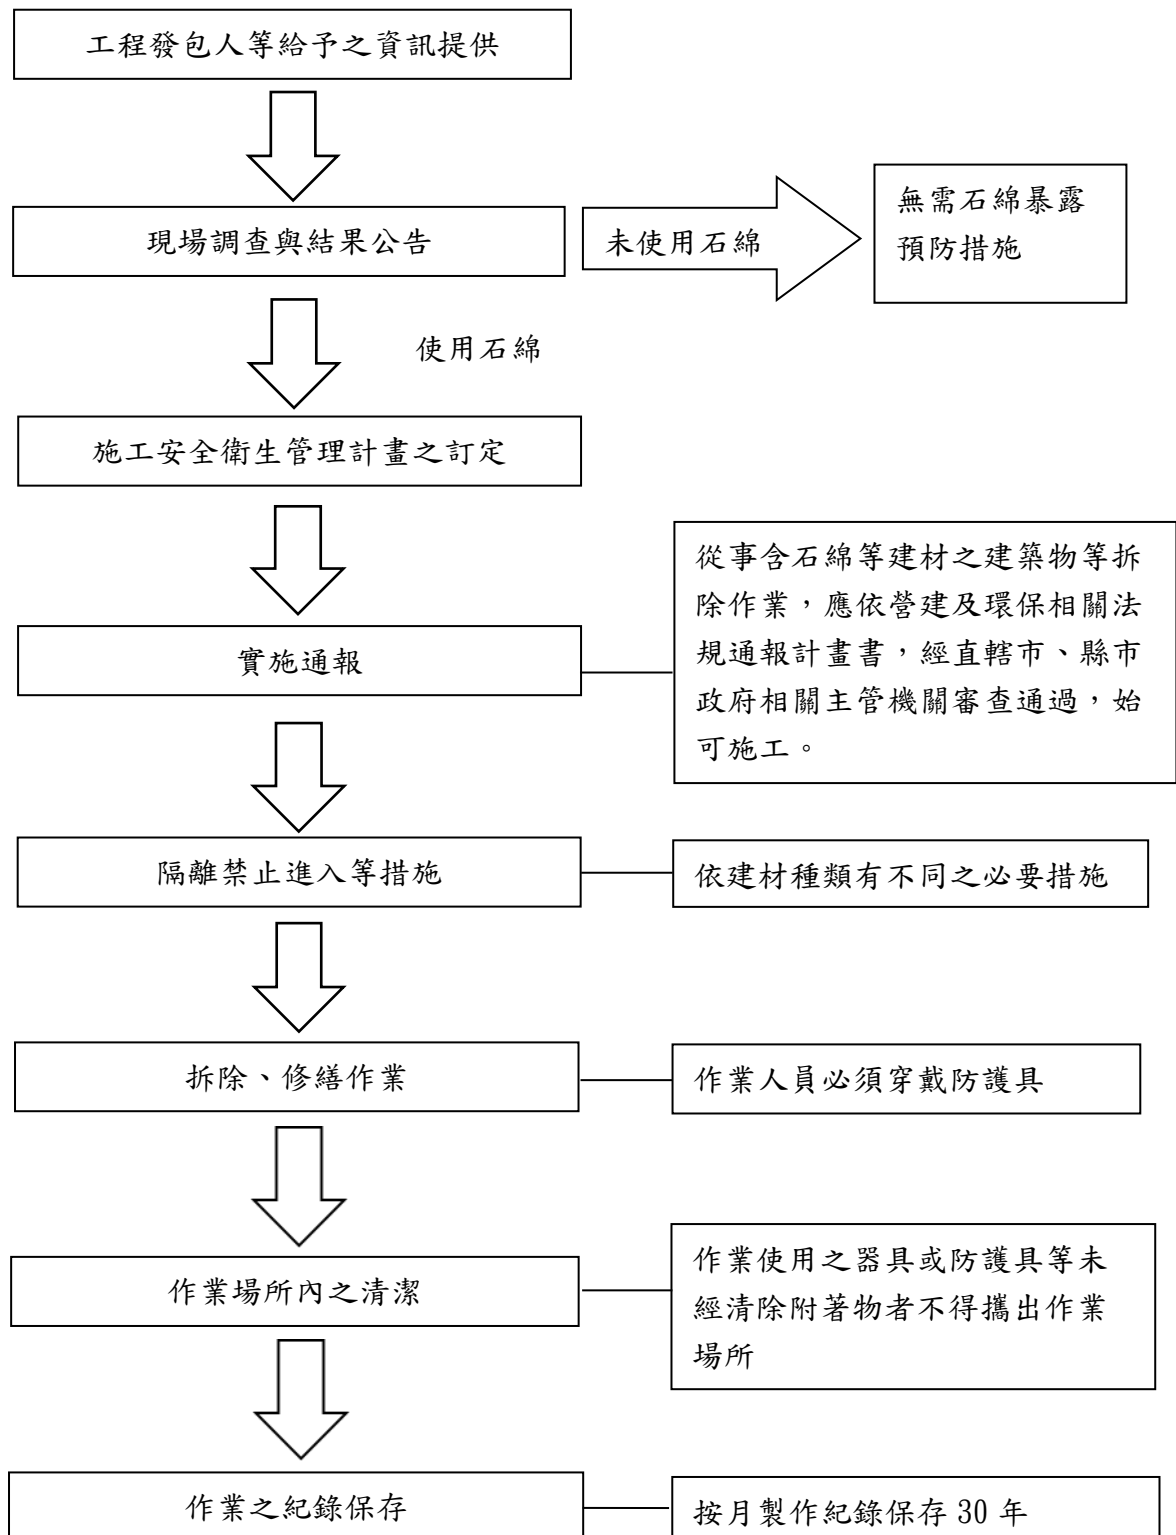 工程發包人等給予之資訊提供
現場調查與結果公告
未使用石綿
無需石綿暴露
預防措施
使用石綿
施工安全衛生管理計畫之訂定
實施通報
從事含石綿等建材之建築物等拆
除作業，應依營建及環保相關法
規通報計畫書，經直轄市、縣市
政府相關主管機關審查通過，始
可施工。
隔離禁止進入等措施
依建材種類有不同之必要措施
拆除、修繕作業
作業人員必須穿戴防護具
作業場所內之清潔
作業使用之器具或防護具等未
經清除附著物者不得攜出作業
場所
作業之紀錄保存
按月製作紀錄保存 30 年